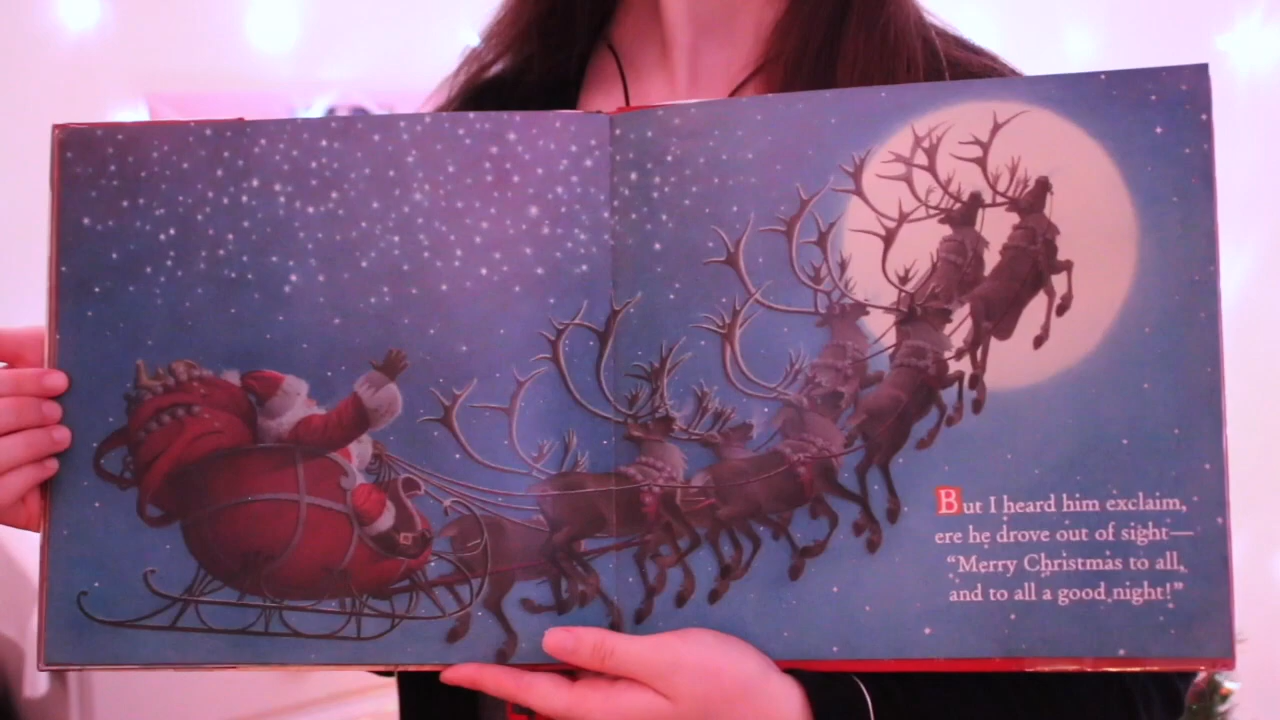 But I heard him exclaim,
ere he drove out of sight—
“Merry Christmas to all,
and to all a good night!”